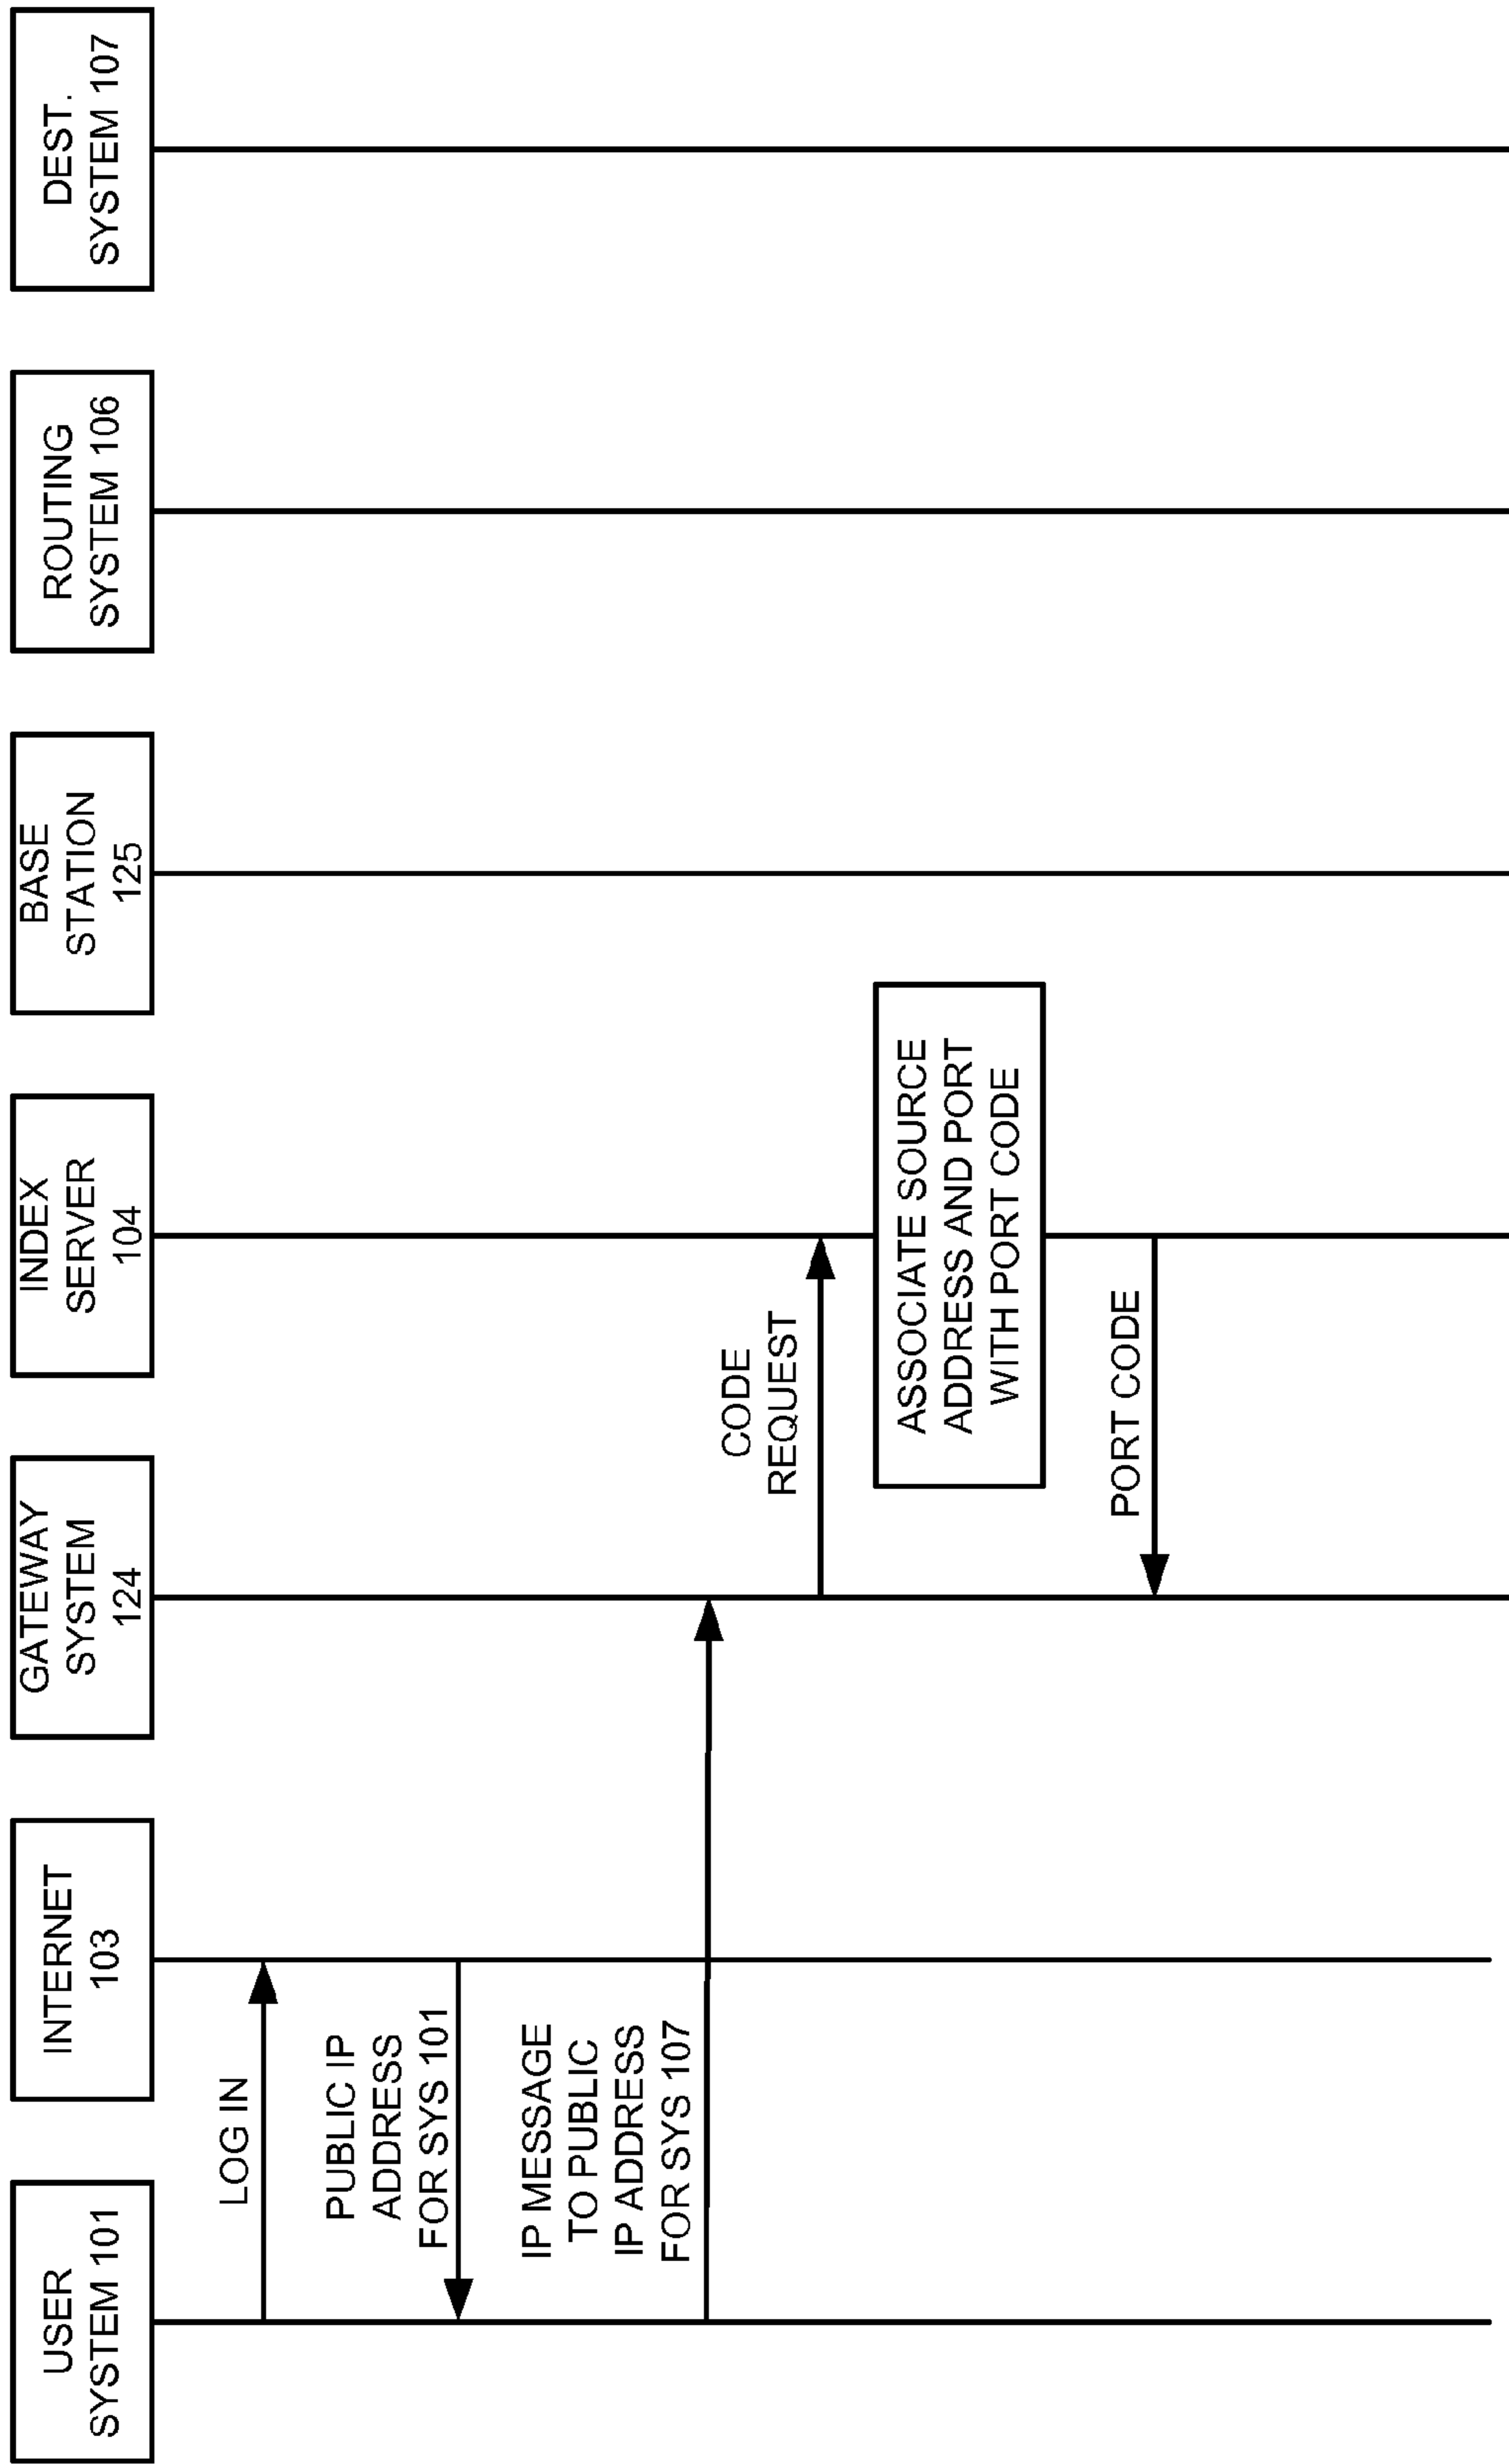 USER
SYSTEM 101
INTERNET
103
GATEWAY
SYSTEM
124
INDEX
SERVER
104
BASE
STATION
125
ROUTING
SYSTEM 106
DEST.
SYSTEM 107
LOG IN
PUBLIC IP
ADDRESS
FOR SYS 101
IP MESSAGE
TO PUBLIC
IP ADDRESS
FOR SYS 107
CODE
REQUEST
ASSOCIATE SOURCE
ADDRESS AND PORT
WITH PORT CODE
PORT CODE